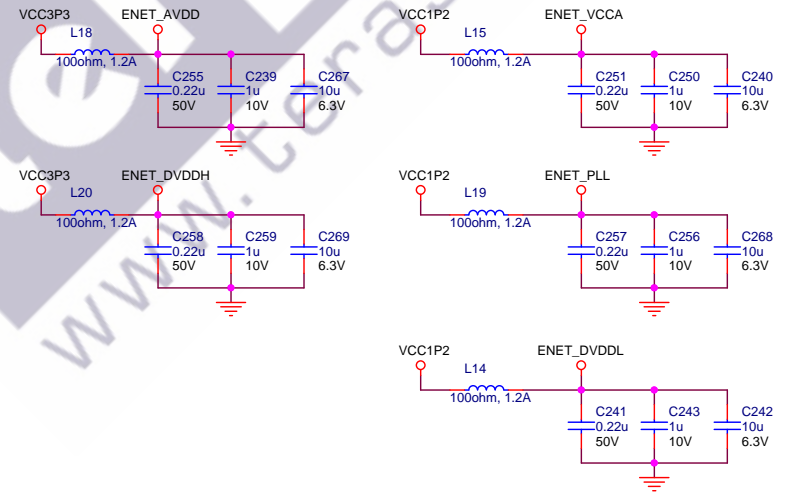 VCC3P3 ENET_AVDD
L18
100ohm, 1.2A
C255 C239 C267
0.22u 1u 10u
50V 10V 6.3V
VCC1P2 ENET_VCCA
L15
100ohm, 1.2A
C251 C250 C240
0.22u 1u 10u
50V 10V 6.3V
VCC3P3 ENET_DVDDH
L20
100ohm, 1.2A
C258 C259 C269
0.22u 1u 10u
50V 10V 6.3V
VCC1P2 ENET_PLL
L19
100ohm, 1.2A
C257 C256 C268
0.22u 1u 10u
50V 10V 6.3V
VCC1P2 ENET_DVDDL
L14
100ohm, 1.2A
C241 C243 C242
0.22u 1u 10u
50V 10V 6.3V
www.teras